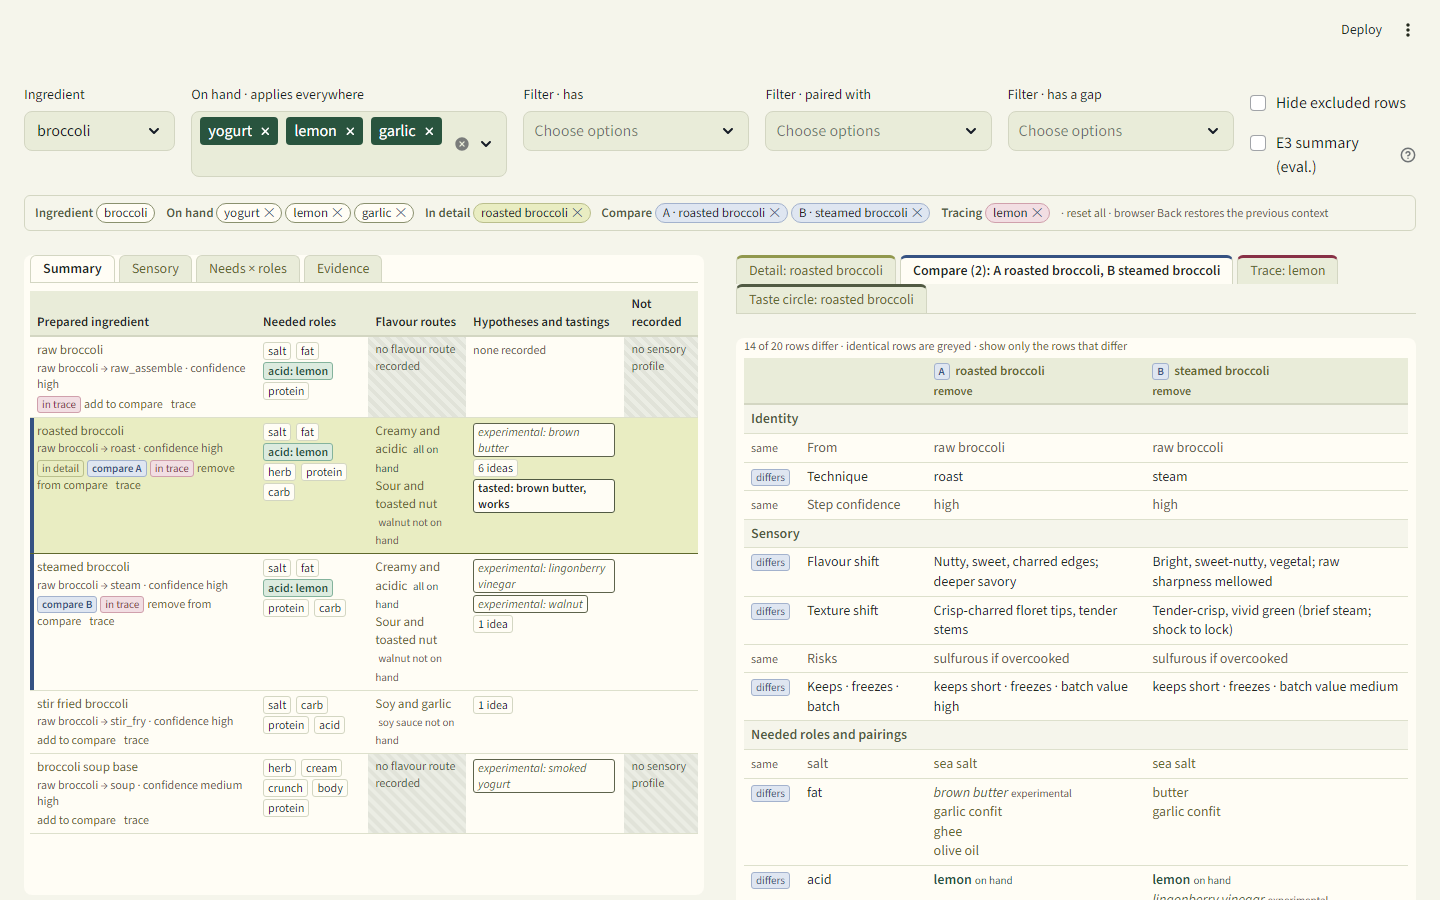 Deploy
Ingredient
On hand · applies everywhere
Filter · has
Filter · paired with
Filter · has a gap
broccoli
yogurt × lemon × garlic ×
Choose options
Choose options
Choose options
Hide excluded rows
E3 summary
(eval.)
Ingredient broccoli On hand yogurt × lemon × garlic × In detail roasted broccoli × Compare A · roasted broccoli × B · steamed broccoli × Tracing lemon × · reset all · browser Back restores the previous context
Summary Sensory Needs × roles Evidence
Prepared ingredient Needed roles Flavour routes Hypotheses and tastings Not
recorded
raw broccoli
raw broccoli → raw_assemble · confidence
high
in trace add to compare trace
salt fat
acid: lemon
protein
no flavour route
recorded
none recorded
no sensory
profile
roasted broccoli
raw broccoli → roast · confidence high
in detail compare A in trace remove
from compare trace
salt fat
acid: lemon
herb protein
carb
Creamy and
acidic all on
hand
Sour and
toasted nut
walnut not on
hand
experimental: brown
butter
6 ideas
tasted: brown butter,
works
steamed broccoli
raw broccoli → steam · confidence high
compare B in trace remove from
compare trace
salt fat
acid: lemon
protein carb
Creamy and
acidic all on
hand
Sour and
toasted nut
walnut not on
hand
experimental: lingonberry
vinegar
experimental: walnut
1 idea
stir fried broccoli
raw broccoli → stir_fry · confidence high
add to compare trace
salt carb
protein acid
Soy and garlic
soy sauce not on
hand
1 idea
broccoli soup base
raw broccoli → soup · confidence medium
high
add to compare trace
herb cream
crunch body
protein
no flavour route
recorded
experimental: smoked
yogurt
no sensory
profile
Detail: roasted broccoli Compare (2): A roasted broccoli, B steamed broccoli Trace: lemon
Taste circle: roasted broccoli
14 of 20 rows differ · identical rows are greyed · show only the rows that differ
A roasted broccoli
remove
B steamed broccoli
remove
Identity
same From raw broccoli raw broccoli
differs Technique roast steam
same Step confidence high high
Sensory
differs Flavour shift
Nutty, sweet, charred edges;
deeper savory
Bright, sweet-nutty, vegetal; raw
sharpness mellowed
differs Texture shift
Crisp-charred floret tips, tender
stems
Tender-crisp, vivid green (brief steam;
shock to lock)
same Risks sulfurous if overcooked sulfurous if overcooked
differs Keeps · freezes ·
batch
keeps short · freezes · batch value
high
keeps short · freezes · batch value medium
Needed roles and pairings
same salt sea salt sea salt
differs fat
brown butter experimental
garlic confit
ghee
olive oil
butter
garlic confit
differs acid
lemon on hand
lemon on hand
lingonberry vinegar experimental